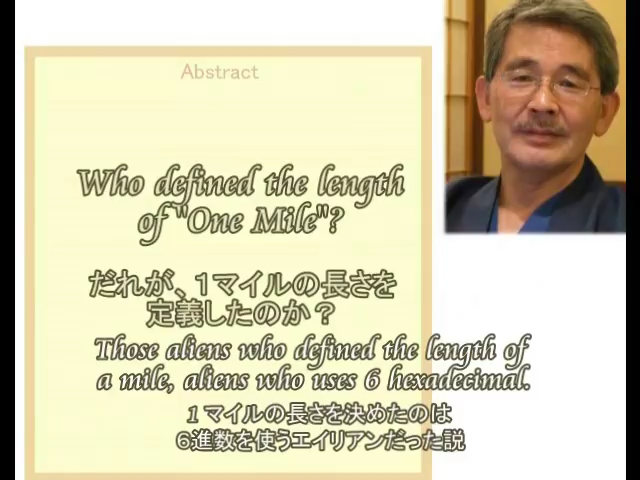 Abstract
Who defined the length
of "One Mile"?
だれが、１マイルの長さを
定義したのか？
Those aliens who defined the length of
a mile, aliens who uses 6 hexadecimal.
1 マイルの長さを決めたのは
６進数を使うエイリアンだった説